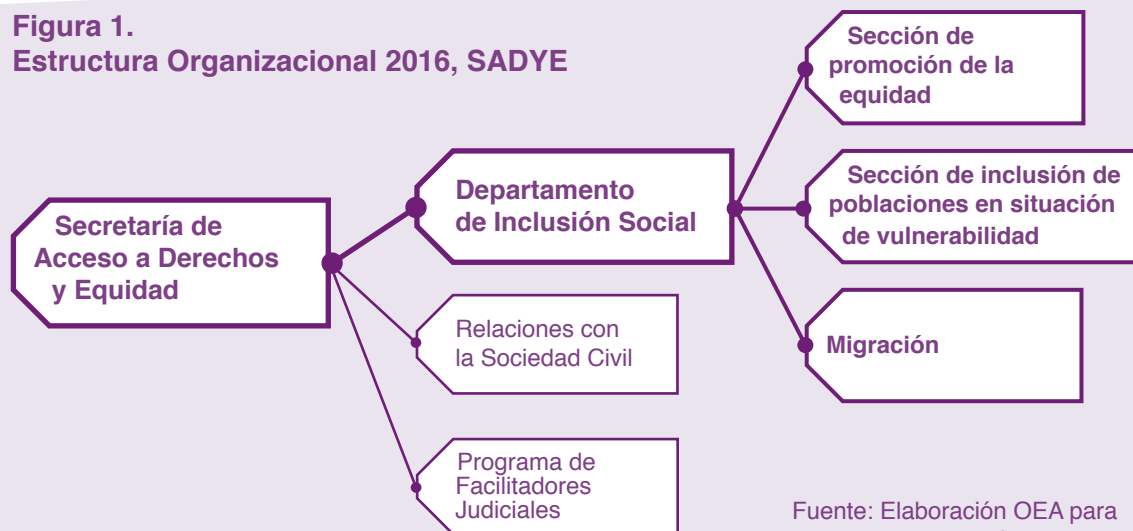 Figura 1.
Estructura Organizacional 2016, SADYE
Secretaría de
Acceso a Derechos
y Equidad
Departamento
de Inclusión Social
Relaciones con
la Sociedad Civil
Programa de
Facilitadores
Judiciales
Sección de
promoción de la
equidad
Sección de inclusión de
poblaciones en situación
de vulnerabilidad
Migración
Fuente: Elaboración OEA para